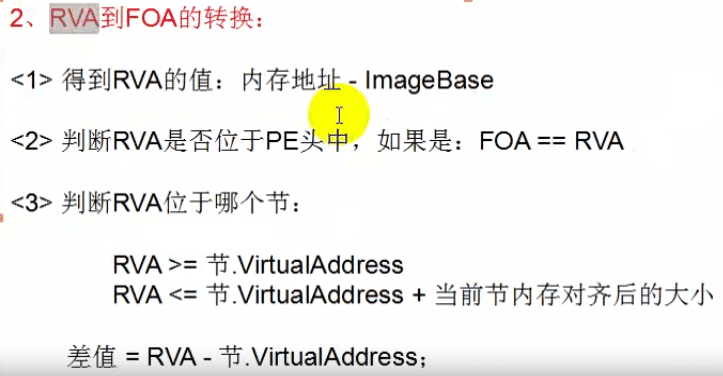 2、RVA到FOA的转换：
<1> 得到RVA的值：内存地址 - ImageBase
<2> 判断RVA是否位于PE头中，如果是：FOA == RVA
<3> 判断RVA位于哪个节：
RVA >= 节.VirtualAddress
RVA <= 节.VirtualAddress + 当前节内存对齐后的大小
差值 = RVA - 节.VirtualAddress；